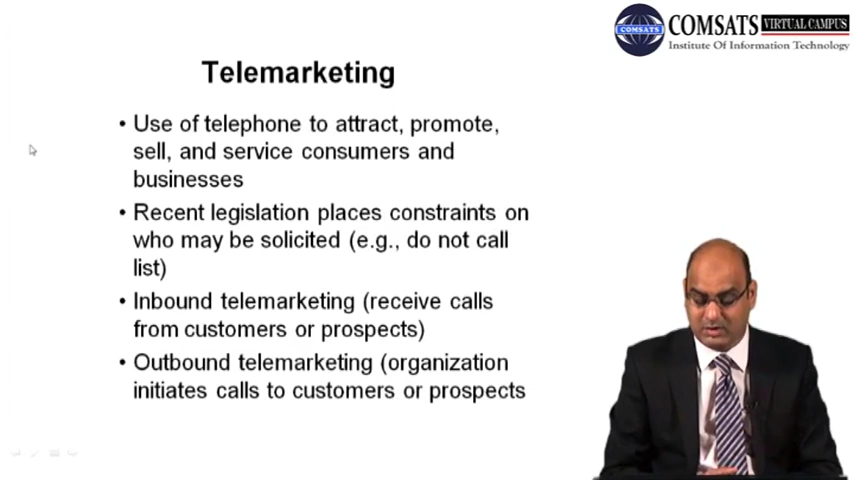 COMSATS VIRTUAL CAMPUS
COMSATS
Institute Of Information Technology
Telemarketing
• Use of telephone to attract, promote,
sell, and service consumers and
businesses
• Recent legislation places constraints on
who may be solicited (e.g., do not call
list)
• Inbound telemarketing (receive calls
from customers or prospects)
• Outbound telemarketing (organization
initiates calls to customers or prospects